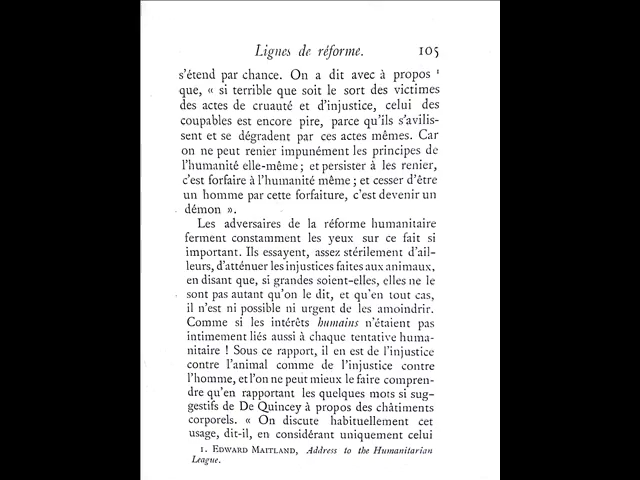 Lignes de réforme. 105
s'étend par chance. On a dit avec à propos ¹
que, « si terrible que soit le sort des victimes
des actes de cruauté et d'injustice, celui des
coupables est encore pire, parce qu'ils s'avilis-
sent et se dégradent par ces actes mêmes. Car
on ne peut renier impunément les principes de
l'humanité elle-même ; et persister à les renier,
c'est forfaire à l'humanité même ; et cesser d'être
un homme par cette forfaiture, c'est devenir un
démon ».
Les adversaires de la réforme humanitaire
ferment constamment les yeux sur ce fait si
important. Ils essayent, assez stérilement d'ail-
leurs, d'atténuer les injustices faites aux animaux,
en disant que, si grandes soient-elles, elles ne le
sont pas autant qu'on le dit, et qu'en tout cas,
il n'est ni possible ni urgent de les amoindrir.
Comme si les intérêts humains n'étaient pas
intimement liés aussi à chaque tentative huma-
nitaire ! Sous ce rapport, il en est de l'injustice
contre l'animal comme de l'injustice contre
l'homme, et l'on ne peut mieux le faire compren-
dre qu'en rapportant les quelques mots si sug-
gestifs de De Quincey à propos des châtiments
corporels. « On discute habituellement cet
usage, dit-il, en considérant uniquement celui
1. EDWARD MAITLAND, Address to the Humanitarian
League.